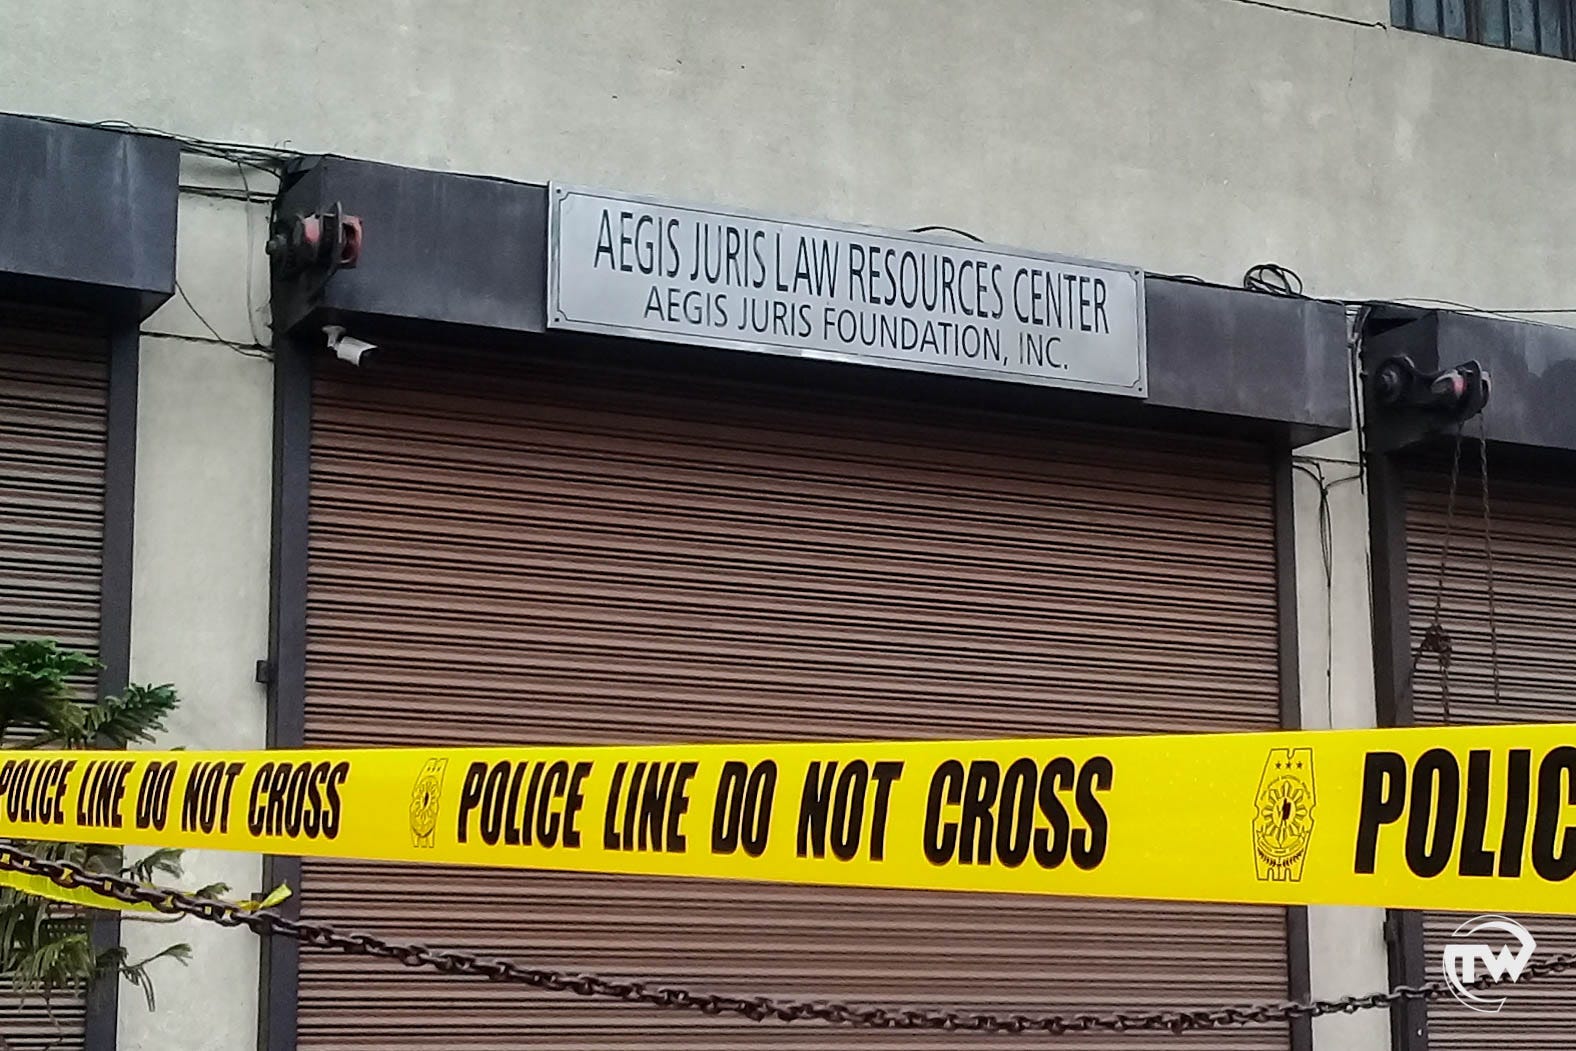 AEGIS JURIS LAW RESOURCES CENTER
AEGIS JURIS FOUNDATION, INC.
POLICE LINE DO NOT CROSS POLICE LINE DO NOT CROSS POLIC
TW